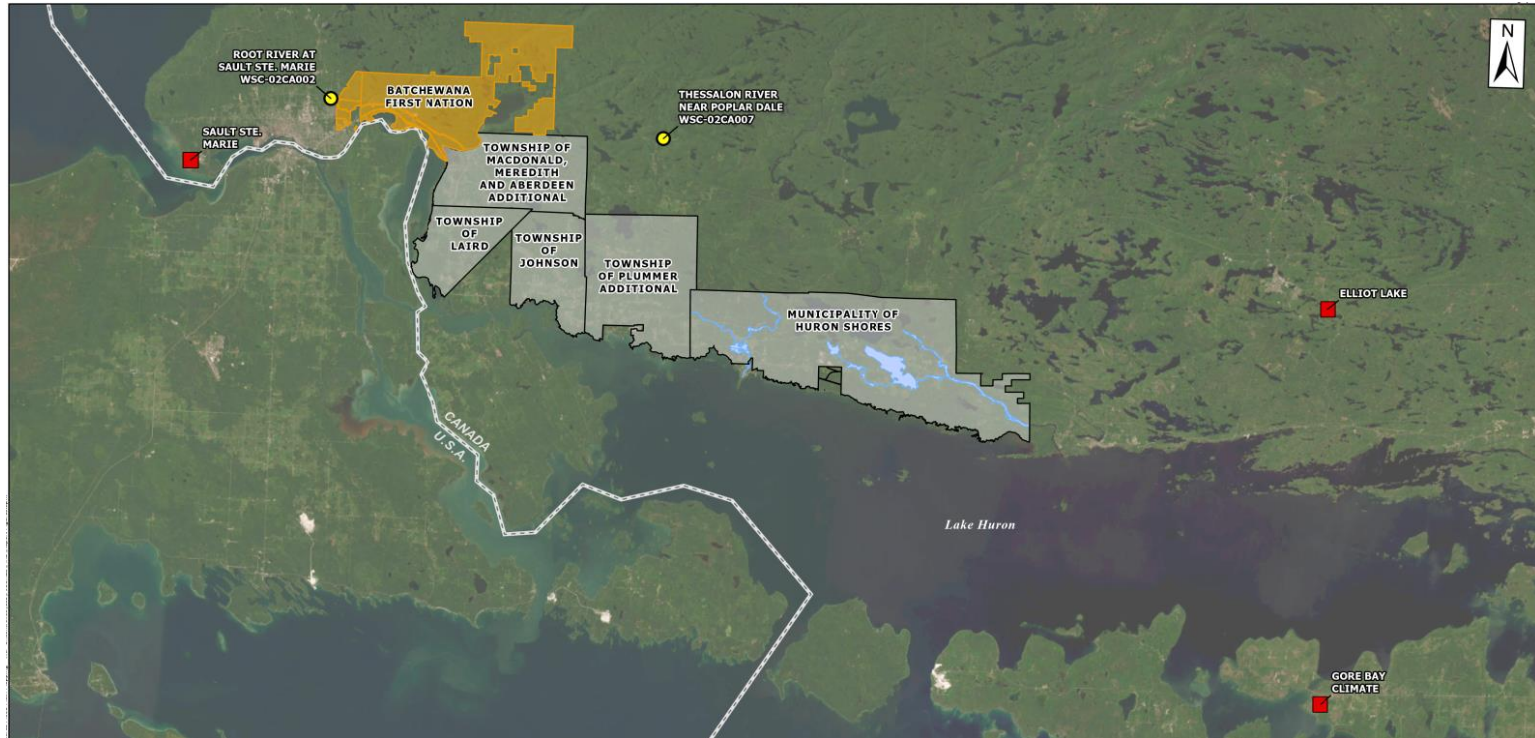 N
ROOT RIVER AT
SAULT STE. MARIE
WSC-02CA002
BATCHEWANA
FIRST NATION
THESSALON RIVER
NEAR POPLAR DALE
WSC-02CA007
SAULT STE.
MARIE
TOWNSHIP OF
MACDONALD,
MEREDITH
AND ABERDEEN
ADDITIONAL
TOWNSHIP
OF
LAIRD
TOWNSHIP
OF
JOHNSON
TOWNSHIP
OF PLUMMER
ADDITIONAL
MUNICIPALITY OF
HURON SHORES
ELLIOT LAKE
CANADA
U.S.A.
Lake Huron
GORE BAY
CLIMATE